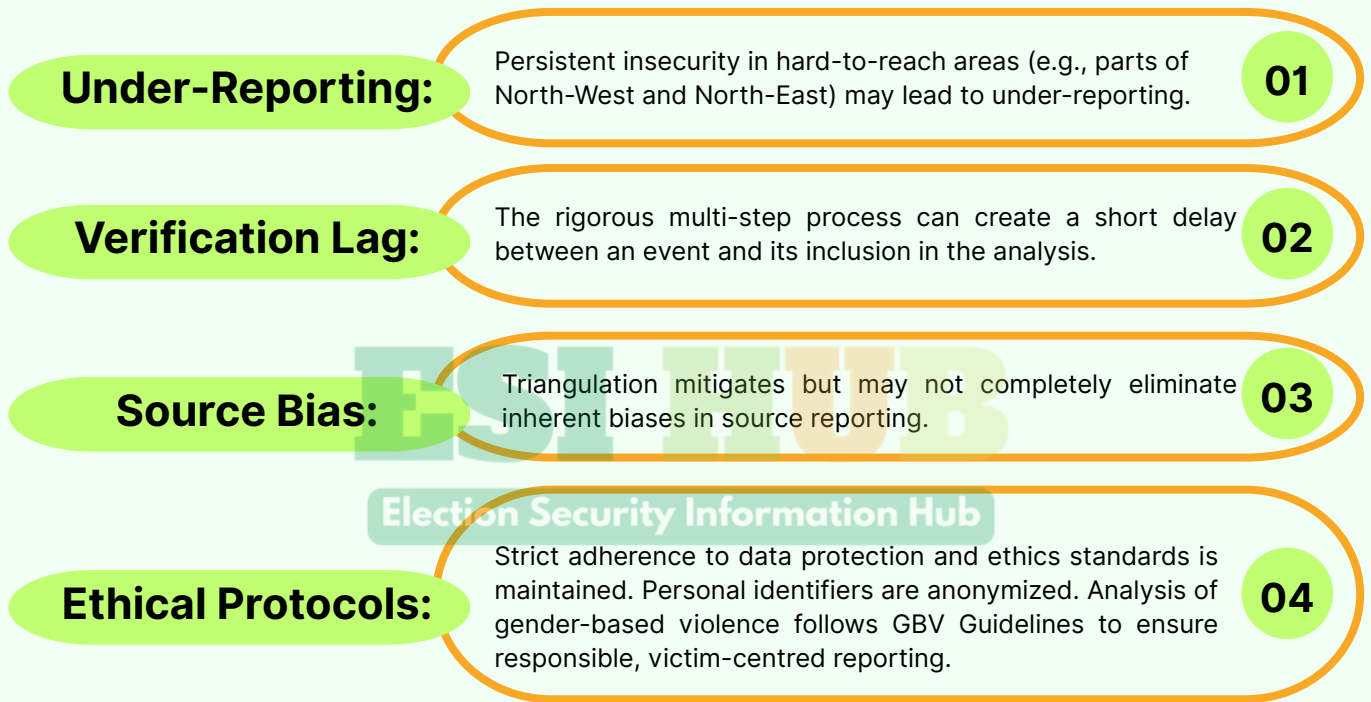 Under-Reporting:
Persistent insecurity in hard-to-reach areas (e.g., parts of
North-West and North-East) may lead to under-reporting.
01
Verification Lag:
The rigorous multi-step process can create a short delay
between an event and its inclusion in the analysis.
02
Source Bias:
Triangulation mitigates but may not completely eliminate
inherent biases in source reporting.
03
ESI HUB
Election Security Information Hub
Ethical Protocols:
Strict adherence to data protection and ethics standards is
maintained. Personal identifiers are anonymized. Analysis of
gender-based violence follows GBV Guidelines to ensure
responsible, victim-centred reporting.
04